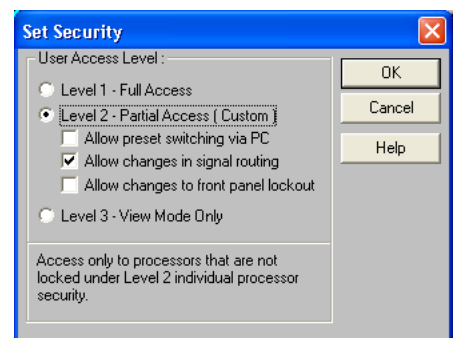 Set Security
User Access Level :
Level 1 - Full Access
Level 2 - Partial Access ( Custom )
Allow preset switching via PC
Allow changes in signal routing
Allow changes to front panel lockout
Level 3 - View Mode Only
Access only to processors that are not
locked under Level 2 individual processor
security.
OK
Cancel
Help